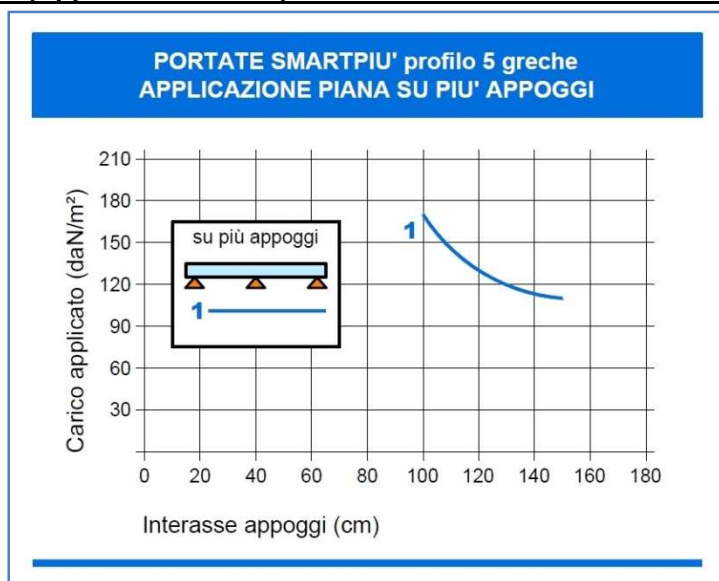 PORTATE SMARTPIU' profilo 5 greche
APPLICAZIONE PIANA SU PIU' APPOGGI
Carico applicato (daN/m²)
210
180
150
120
90
60
30
su più appoggi
1
1
0 20 40 60 80 100 120 140 160 180
Interasse appoggi (cm)